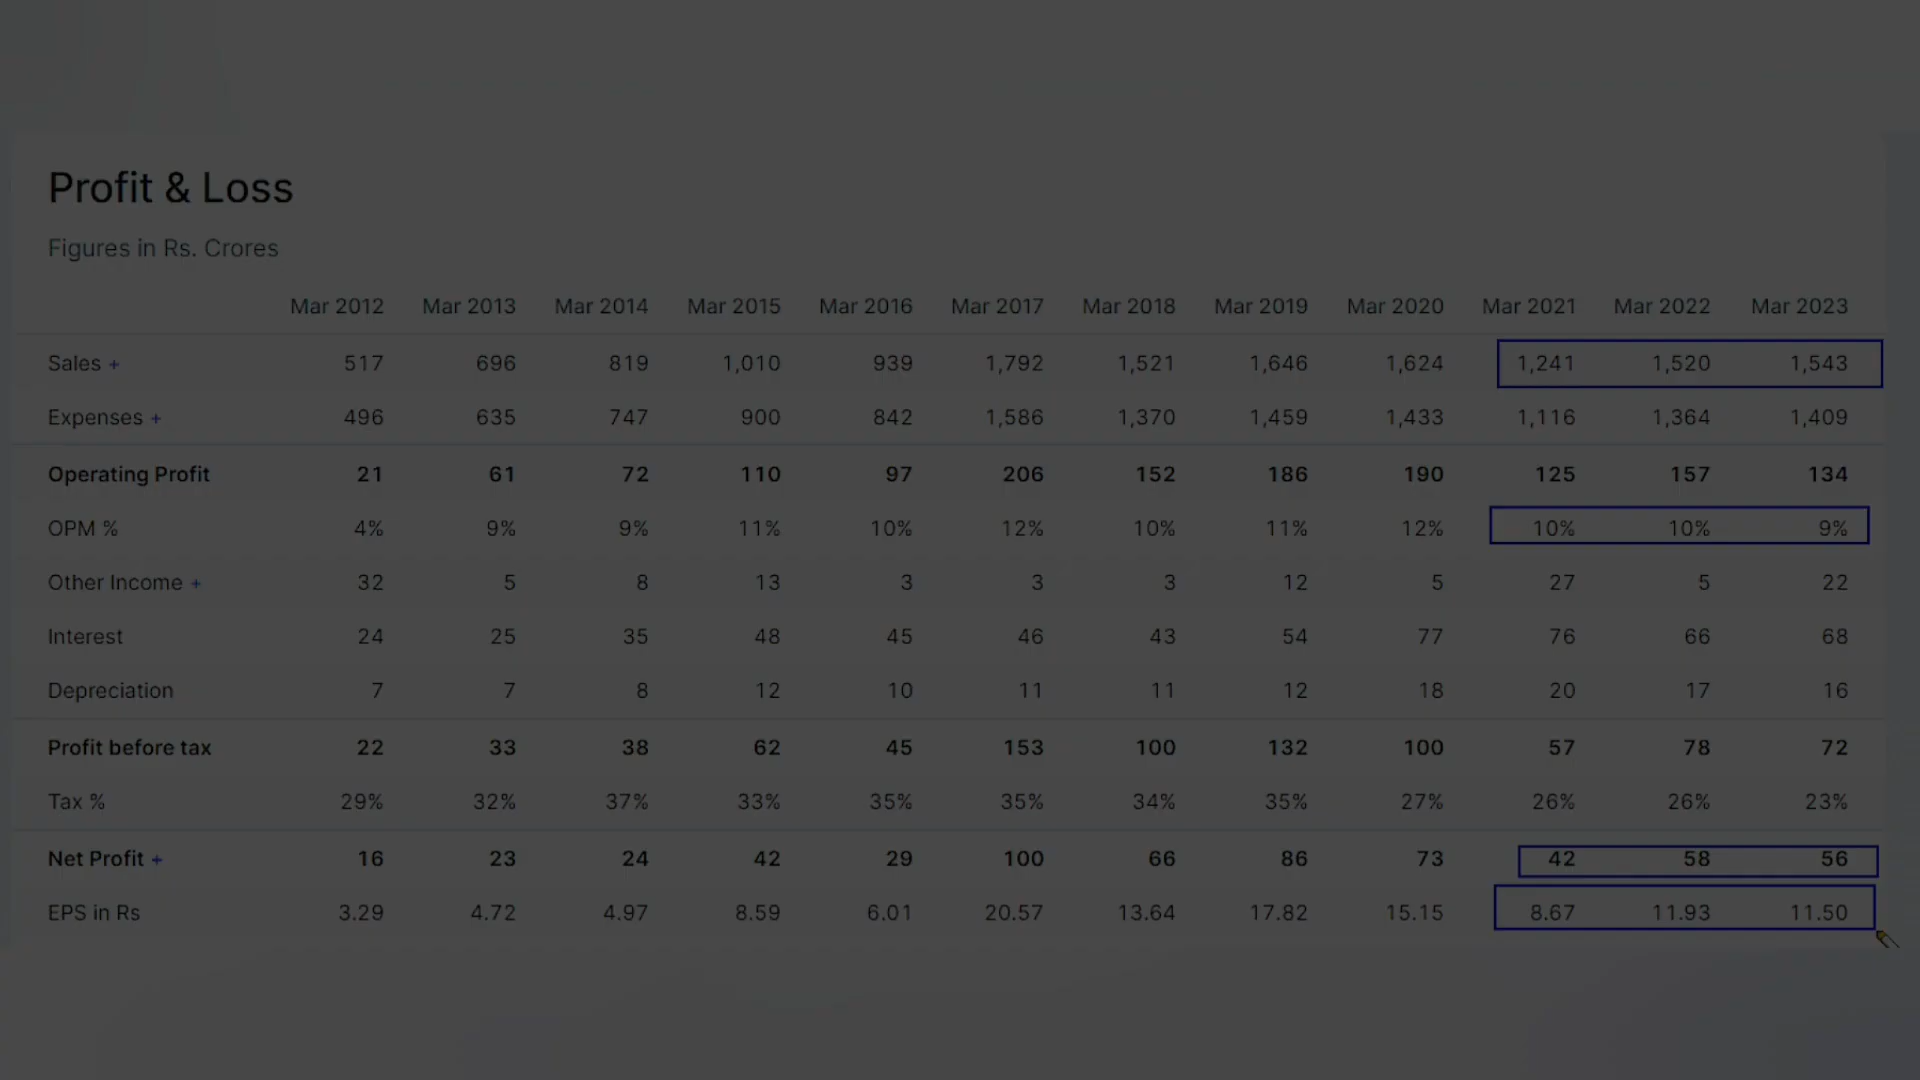 Profit & Loss
Figures in Rs. Crores
Mar 2012 Mar 2013 Mar 2014 Mar 2015 Mar 2016 Mar 2017 Mar 2018 Mar 2019 Mar 2020 Mar 2021 Mar 2022 Mar 2023
Sales + 517 696 819 1,010 939 1,792 1,521 1,646 1,624 1,241 1,520 1,543
Expenses + 496 635 747 900 842 1,586 1,370 1,459 1,433 1,116 1,364 1,409
Operating Profit 21 61 72 110 97 206 152 186 190 125 157 134
OPM % 4% 9% 9% 11% 10% 12% 10% 11% 12% 10% 10% 9%
Other Income + 32 5 8 13 3 3 3 12 5 27 5 22
Interest 24 25 35 48 45 46 43 54 77 76 66 68
Depreciation 7 7 8 12 10 11 11 12 18 20 17 16
Profit before tax 22 33 38 62 45 153 100 132 100 57 78 72
Tax % 29% 32% 37% 33% 35% 35% 34% 35% 27% 26% 26% 23%
Net Profit + 16 23 24 42 29 100 66 86 73 42 58 56
EPS in Rs 3.29 4.72 4.97 8.59 6.01 20.57 13.64 17.82 15.15 8.67 11.93 11.50